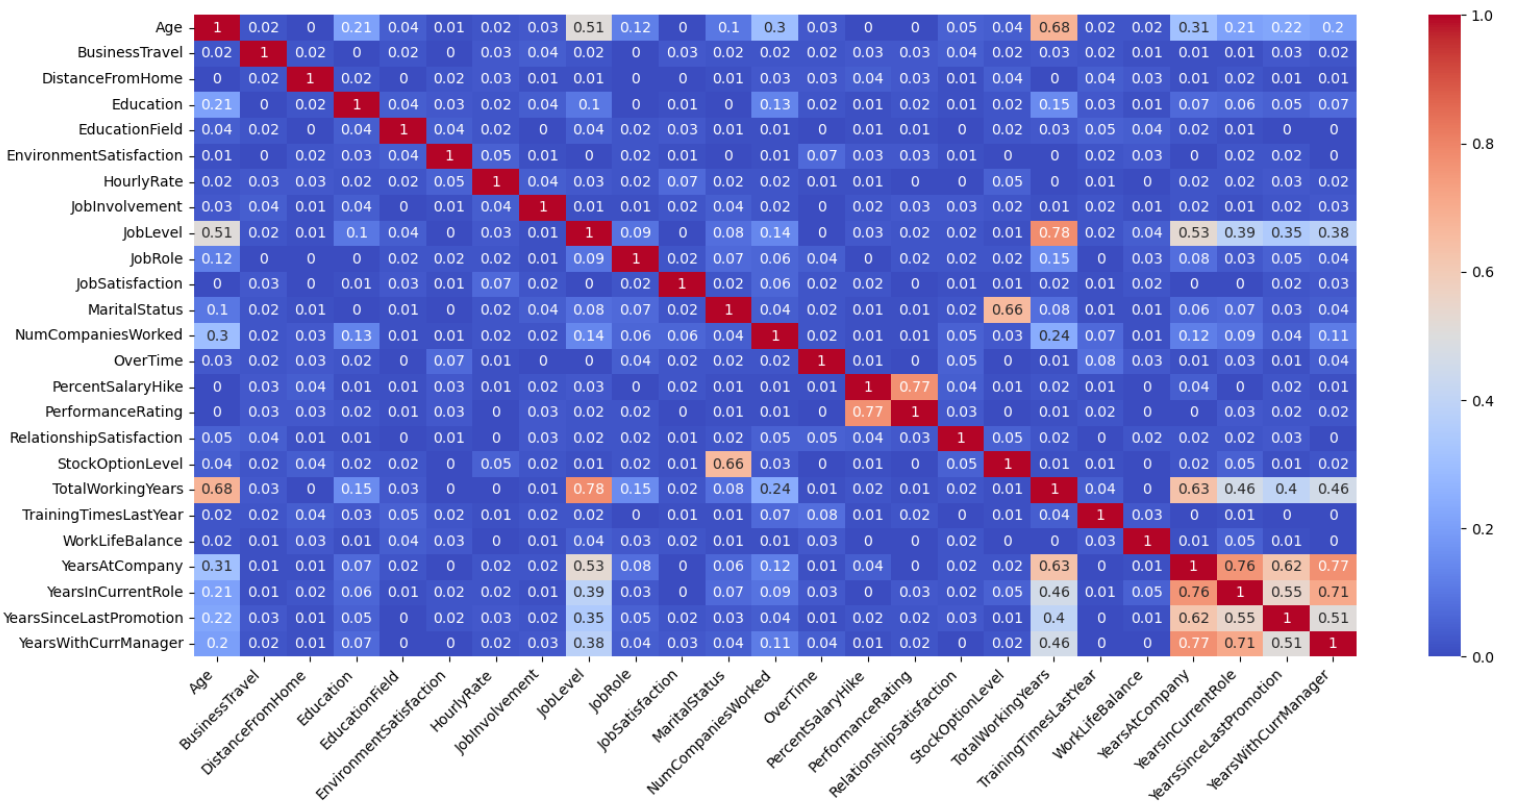 Age 1 0.02 0 0.21 0.04 0.01 0.02 0.03 0.51 0.12 0 0.1 0.3 0.03 0 0 0.05 0.04 0.68 0.02 0.02 0.31 0.21 0.22 0.2
BusinessTravel 0.02 1 0.02 0 0.02 0 0.03 0.04 0.02 0 0.03 0.02 0.02 0.02 0.03 0.03 0.04 0.02 0.03 0.02 0.01 0.01 0.01 0.03 0.02
DistanceFromHome 0 0.02 1 0.02 0 0.02 0.03 0.01 0.01 0 0 0.01 0.03 0.03 0.04 0.03 0.01 0.04 0 0.04 0.03 0.01 0.02 0.01 0.01
Education 0.21 0 0.02 1 0.04 0.03 0.02 0.04 0.1 0 0.01 0 0.13 0.02 0.01 0.02 0.01 0.02 0.15 0.03 0.01 0.07 0.06 0.05 0.07
EducationField 0.04 0.02 0 0.04 1 0.04 0.02 0 0.04 0.02 0.03 0.01 0.01 0 0.01 0.01 0 0.02 0.03 0.05 0.04 0.02 0.01 0 0
EnvironmentSatisfaction 0.01 0 0.02 0.03 0.04 1 0.05 0.01 0 0.02 0.01 0 0.01 0.07 0.03 0.03 0.01 0 0 0.02 0.03 0 0.02 0.02 0
HourlyRate 0.02 0.03 0.03 0.02 0.02 0.05 1 0.04 0.03 0.02 0.07 0.02 0.02 0.01 0.01 0 0 0.05 0 0.01 0 0.02 0.02 0.03 0.02
JobInvolvement 0.03 0.04 0.01 0.04 0 0.01 0.04 1 0.01 0.01 0.02 0.04 0.02 0 0.02 0.03 0.03 0.02 0.01 0.02 0.01 0.02 0.01 0.02 0.03
JobLevel 0.51 0.02 0.01 0.1 0.04 0 0.03 0.01 1 0.09 0 0.08 0.14 0 0.03 0.02 0.02 0.01 0.78 0.02 0.04 0.53 0.39 0.35 0.38
JobRole 0.12 0 0 0 0.02 0.02 0.02 0.01 0.09 1 0.02 0.07 0.06 0.04 0 0.02 0.02 0.02 0.15 0 0.03 0.08 0.03 0.05 0.04
JobSatisfaction 0 0.03 0 0.01 0.03 0.01 0.07 0.02 0 0.02 1 0.02 0.06 0.02 0.02 0 0.01 0.01 0.02 0.01 0.02 0 0 0.02 0.03
MaritalStatus 0.1 0.02 0.01 0 0.01 0 0.02 0.04 0.08 0.07 0.02 1 0.04 0.02 0.01 0.01 0.02 0.66 0.08 0.01 0.01 0.06 0.07 0.03 0.04
NumCompaniesWorked 0.3 0.02 0.03 0.13 0.01 0.01 0.02 0.02 0.14 0.06 0.06 0.04 1 0.02 0.01 0.01 0.05 0.03 0.24 0.07 0.01 0.12 0.09 0.04 0.11
OverTime 0.03 0.02 0.03 0.02 0 0.07 0.01 0 0 0.04 0.02 0.02 0.02 1 0.01 0 0.05 0 0.01 0.08 0.03 0.01 0.03 0.01 0.04
PercentSalaryHike 0 0.03 0.04 0.01 0.01 0.03 0.01 0.02 0.03 0 0.02 0.01 0.01 0.01 1 0.77 0.04 0.01 0.02 0.01 0 0.04 0 0.02 0.01
PerformanceRating 0 0.03 0.03 0.02 0.01 0.03 0 0.03 0.02 0.02 0 0.01 0.01 0 0.77 1 0.03 0 0.01 0.02 0 0 0.03 0.02 0.02
RelationshipSatisfaction 0.05 0.04 0.01 0.01 0 0.01 0 0.03 0.02 0.02 0.01 0.02 0.05 0.05 0.04 0.03 1 0.05 0.02 0 0.02 0.02 0.02 0.03 0
StockOptionLevel 0.04 0.02 0.04 0.02 0.02 0 0.05 0.02 0.01 0.02 0.01 0.66 0.03 0 0.01 0 0.05 1 0.01 0.01 0 0.02 0.05 0.01 0.02
TotalWorkingYears 0.68 0.03 0 0.15 0.03 0 0 0.01 0.78 0.15 0.02 0.08 0.24 0.01 0.02 0.01 0.02 0.01 1 0.04 0 0.63 0.46 0.4 0.46
TrainingTimesLastYear 0.02 0.02 0.04 0.03 0.05 0.02 0.01 0.02 0.02 0 0.01 0.01 0.07 0.08 0.01 0.02 0 0.01 0.04 1 0.03 0 0.01 0 0
WorkLifeBalance 0.02 0.01 0.03 0.01 0.04 0.03 0 0.01 0.04 0.03 0.02 0.01 0.01 0.03 0 0 0.02 0 0 0.03 1 0.01 0.05 0.01 0
YearsAtCompany 0.31 0.01 0.01 0.07 0.02 0 0.02 0.02 0.53 0.08 0 0.06 0.12 0.01 0.04 0 0.02 0.02 0.63 0 0.01 1 0.76 0.62 0.77
YearsInCurrentRole 0.21 0.01 0.02 0.06 0.01 0.02 0.02 0.01 0.39 0.03 0 0.07 0.09 0.03 0 0.03 0.02 0.05 0.46 0.01 0.05 0.76 1 0.55 0.71
YearsSinceLastPromotion 0.22 0.03 0.01 0.05 0 0.02 0.03 0.02 0.35 0.05 0.02 0.03 0.04 0.01 0.02 0.02 0.03 0.01 0.4 0 0.01 0.62 0.55 1 0.51
YearsWithCurrManager 0.2 0.02 0.01 0.07 0 0 0.02 0.03 0.38 0.04 0.03 0.04 0.11 0.04 0.01 0.02 0 0.02 0.46 0 0 0.77 0.71 0.51 1
Age
BusinessTravel
DistanceFromHome
Education
EducationField
EnvironmentSatisfaction
HourlyRate
JobInvolvement
JobLevel
JobRole
JobSatisfaction
MaritalStatus
NumCompaniesWorked
OverTime
PercentSalaryHike
PerformanceRating
RelationshipSatisfaction
StockOptionLevel
TotalWorkingYears
TrainingTimesLastYear
WorkLifeBalance
YearsAtCompany
YearsInCurrentRole
YearsSinceLastPromotion
YearsWithCurrManager
1.0
0.8
0.6
0.4
0.2
0.0